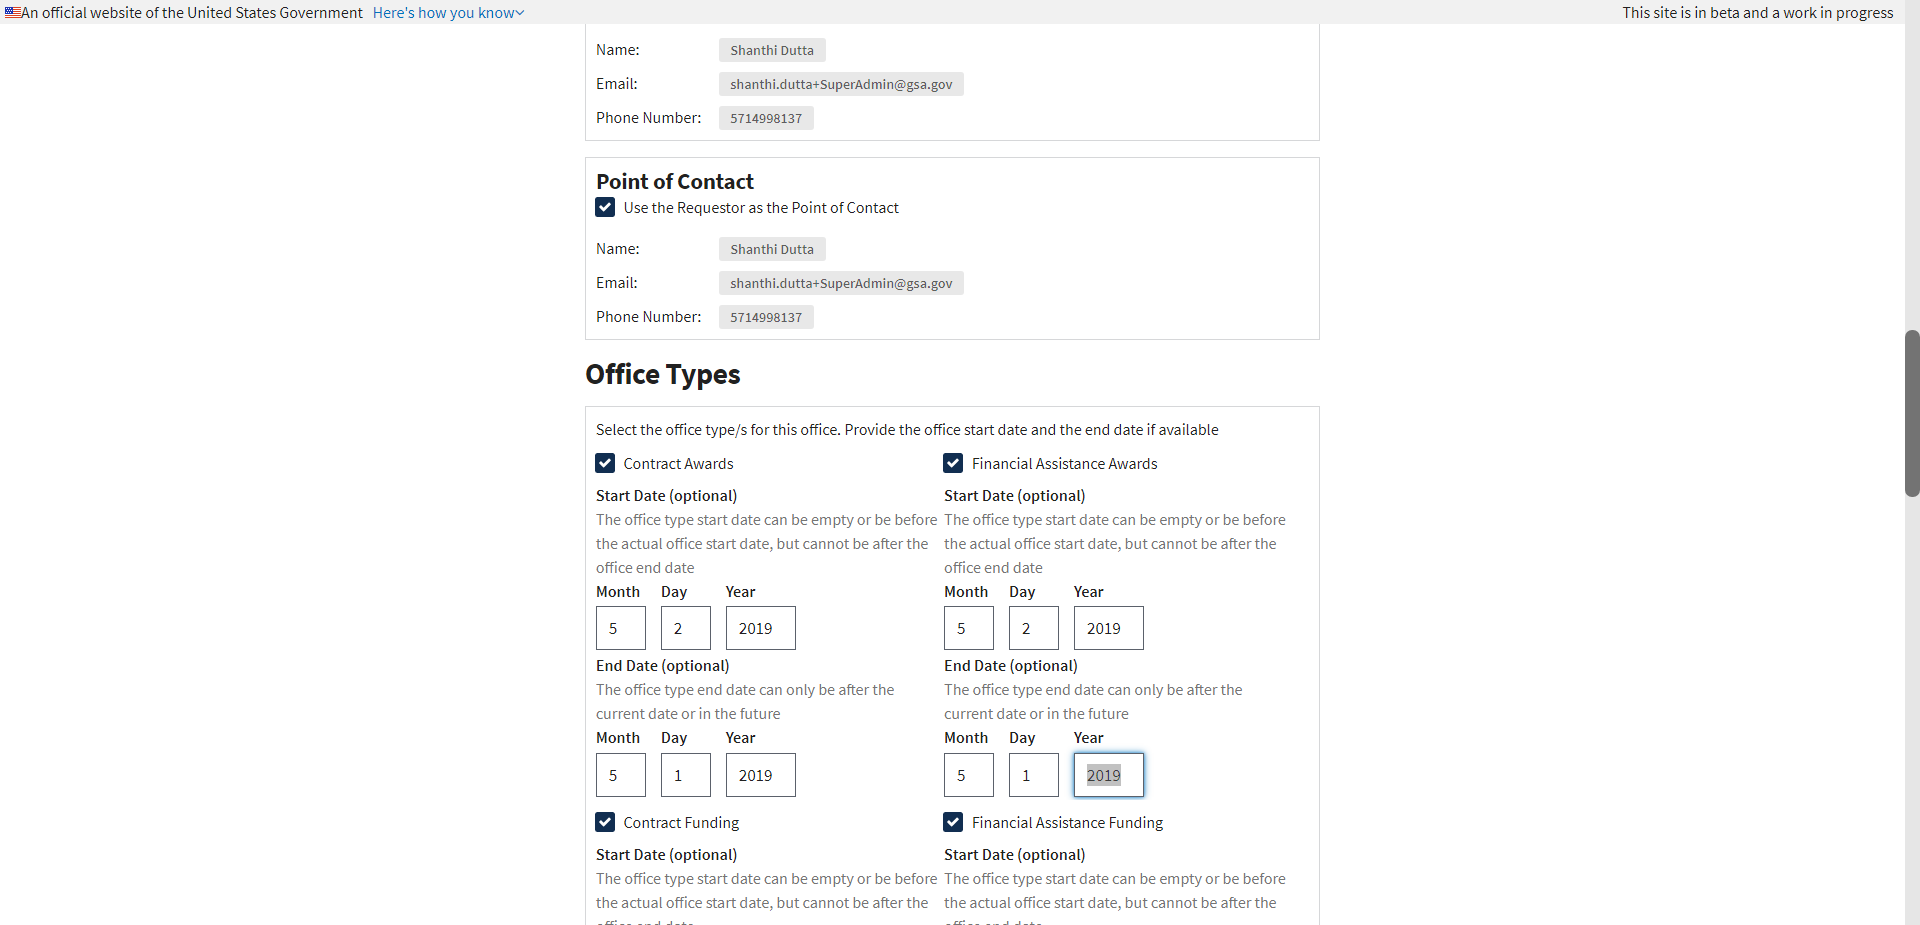 An official website of the United States Government Here's how you know
This site is in beta and a work in progress
Name: Shanthi Dutta
Email: shanthi.dutta+SuperAdmin@gsa.gov
Phone Number: 5714998137
Point of Contact
Use the Requestor as the Point of Contact
Name: Shanthi Dutta
Email: shanthi.dutta+SuperAdmin@gsa.gov
Phone Number: 5714998137
Office Types
Select the office type/s for this office. Provide the office start date and the end date if available
Contract Awards
Start Date (optional)
The office type start date can be empty or be before
the actual office start date, but cannot be after the
office end date
Month Day Year
5 2 2019
End Date (optional)
The office type end date can only be after the
current date or in the future
Month Day Year
5 1 2019
Financial Assistance Awards
Start Date (optional)
The office type start date can be empty or be before
the actual office start date, but cannot be after the
office end date
Month Day Year
5 2 2019
End Date (optional)
The office type end date can only be after the
current date or in the future
Month Day Year
5 1 2019
Contract Funding
Start Date (optional)
The office type start date can be empty or be before
the actual office start date, but cannot be after the
office end date
Financial Assistance Funding
Start Date (optional)
The office type start date can be empty or be before
the actual office start date, but cannot be after the
office end date